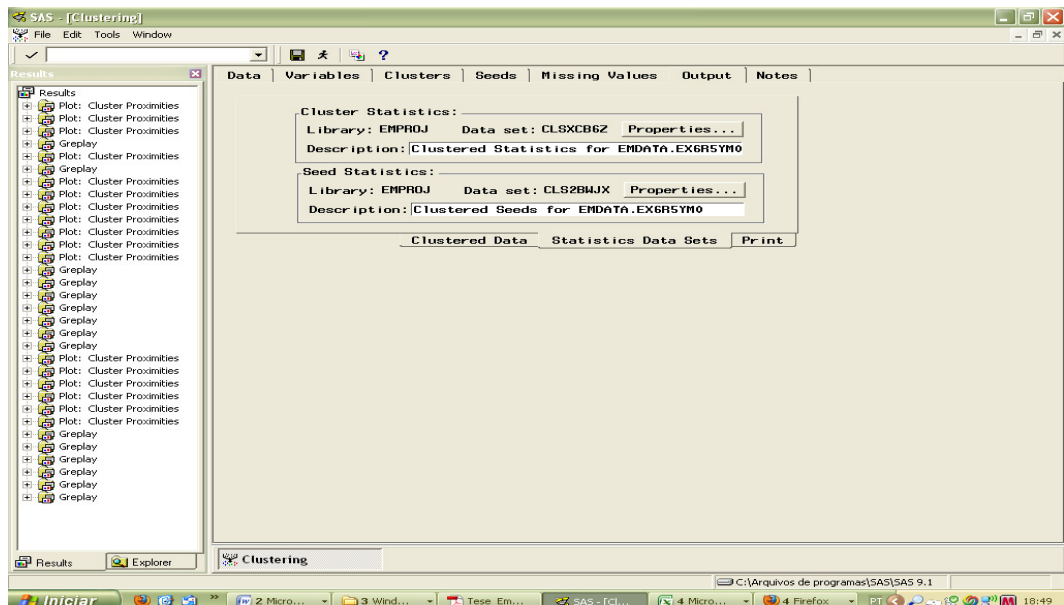 SAS - [Clustering]
File Edit Tools Window
Results
Results
Plot: Cluster Proximities
Plot: Cluster Proximities
Plot: Cluster Proximities
Greplay
Plot: Cluster Proximities
Greplay
Plot: Cluster Proximities
Plot: Cluster Proximities
Plot: Cluster Proximities
Plot: Cluster Proximities
Plot: Cluster Proximities
Plot: Cluster Proximities
Plot: Cluster Proximities
Greplay
Greplay
Greplay
Greplay
Greplay
Greplay
Greplay
Plot: Cluster Proximities
Plot: Cluster Proximities
Plot: Cluster Proximities
Plot: Cluster Proximities
Plot: Cluster Proximities
Plot: Cluster Proximities
Greplay
Greplay
Greplay
Greplay
Greplay
Greplay
Results Explorer
Data Variables Clusters Seeds Missing Values Output Notes
Cluster Statistics:
Library: EMPROJ Data set: CLSXCB6Z Properties...
Description: Clustered Statistics for EMDATA.EX6R5YMO
Seed Statistics:
Library: EMPROJ Data set: CLS2BWJX Properties...
Description: Clustered Seeds for EMDATA.EX6R5YMO
Clustered Data Statistics Data Sets Print
Clustering
C:\Arquivos de programas\SAS\SAS 9.1
Iniciar » 2 Micro... 3 Wind... Tese Em... SAS - [Cl... 4 Micro... 4 Firefox PT 18:49